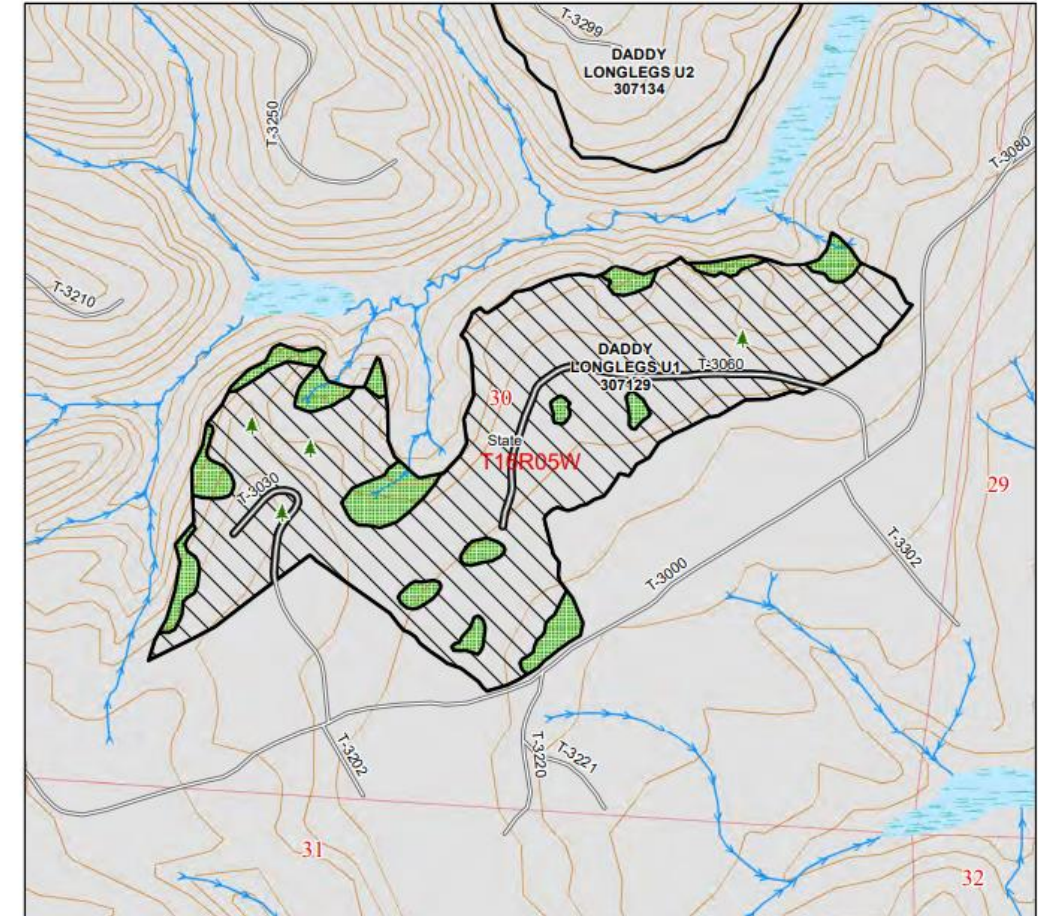 T-3299
DADDY
LONGLEGS U2
307134
T-3250
T-3080
T-3210
DADDY
LONGLEGS U1
307129
T-3060
30
State
T16R05W
T-3030
29
T-3302
T-3000
T-3202
T-3220
T-3221
31
32